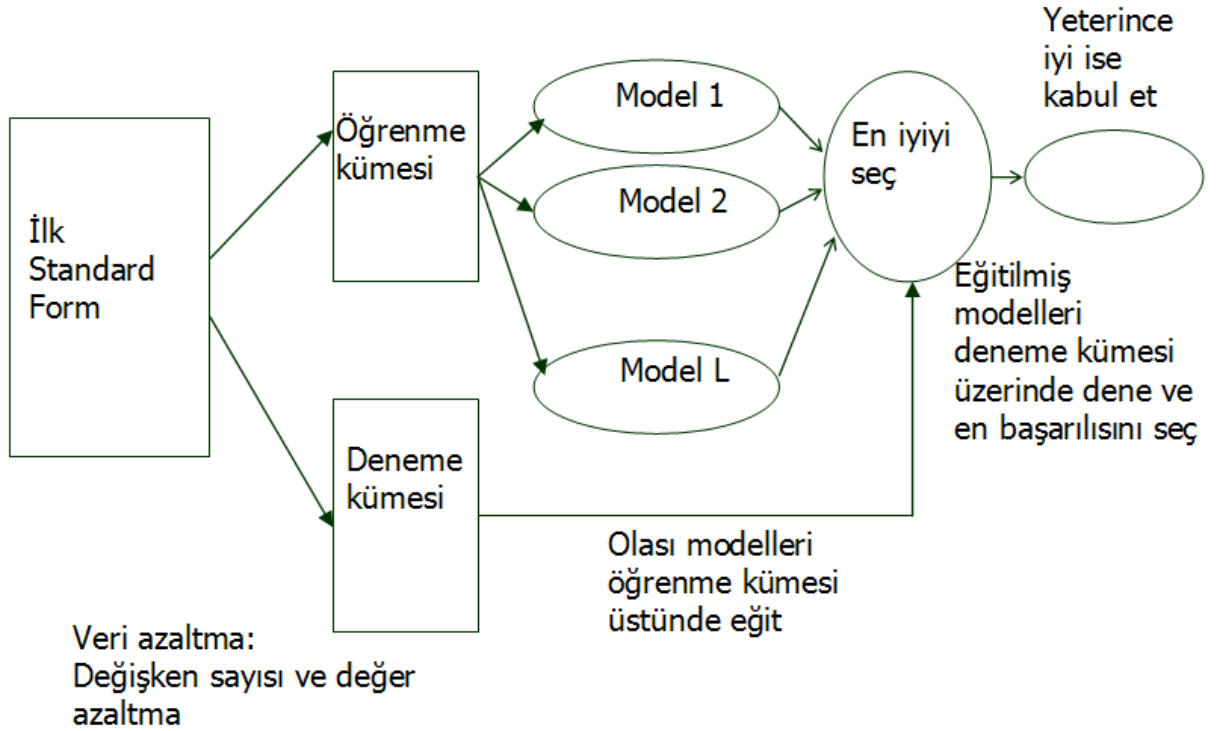 İlk
Standard
Form
Öğrenme
kümesi
Deneme
kümesi
Model 1
Model 2
Model L
En iyiyi
seç
Yeterince
iyi ise
kabul et
Eğitilmiş
modelleri
deneme kümesi
üzerinde dene ve
en başarılısını seç
Olası modelleri
öğrenme kümesi
üstünde eğit
Veri azaltma:
Değişken sayısı ve değer
azaltma